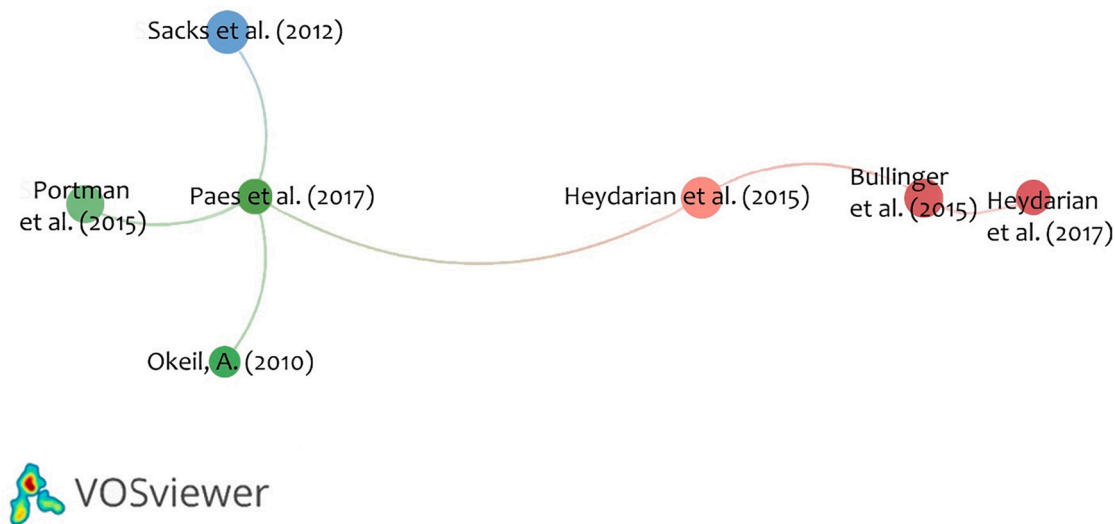 Sacks et al. (2012)
Portman
et al. (2015)
Paes et al. (2017)
Heydarian et al. (2015)
Bullinger
et al. (2015)
Heydarian
et al. (2017)
Okeil, A. (2010)
VOSviewer